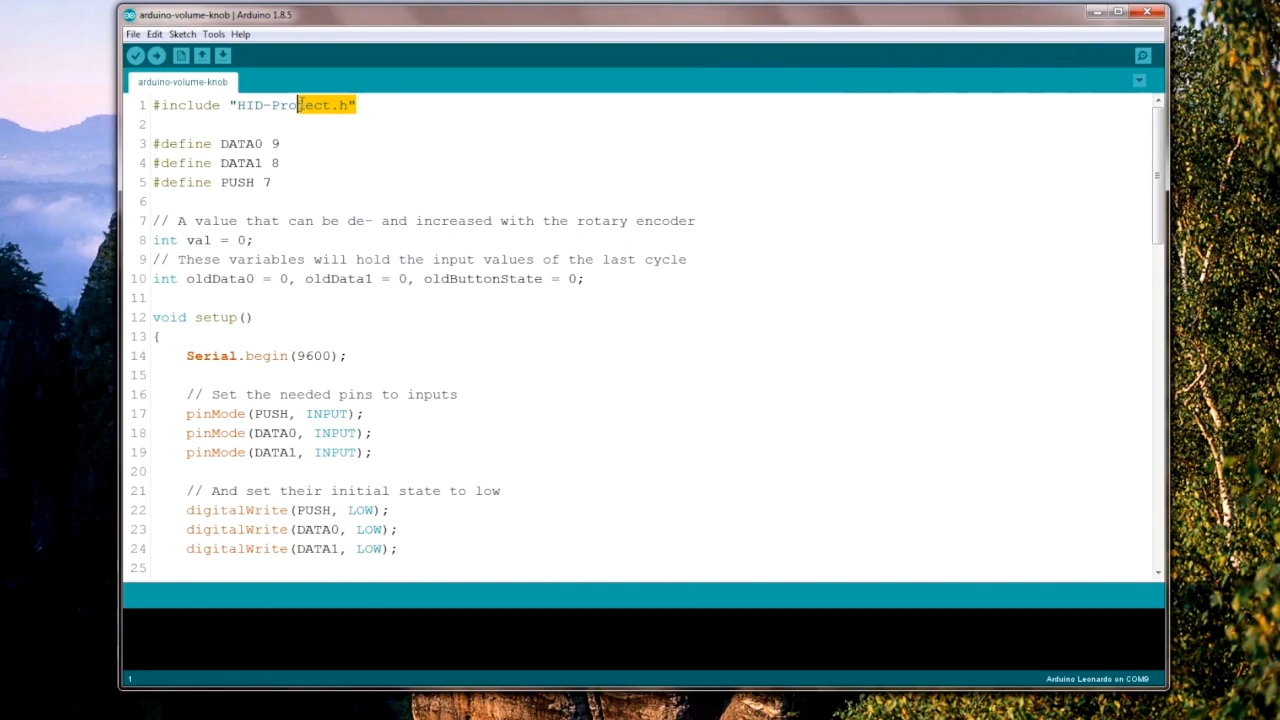 arduino-volume-knob | Arduino 1.8.5
File Edit Sketch Tools Help
arduino-volume-knob
1 #include "HID-Project.h"
2
3 #define DATA0 9
4 #define DATA1 8
5 #define PUSH 7
6
7 // A value that can be de- and increased with the rotary encoder
8 int val = 0;
9 // These variables will hold the input values of the last cycle
10 int oldData0 = 0, oldData1 = 0, oldButtonState = 0;
11
12 void setup()
13 {
14 Serial.begin(9600);
15
16 // Set the needed pins to inputs
17 pinMode(PUSH, INPUT);
18 pinMode(DATA0, INPUT);
19 pinMode(DATA1, INPUT);
20
21 // And set their initial state to low
22 digitalWrite(PUSH, LOW);
23 digitalWrite(DATA0, LOW);
24 digitalWrite(DATA1, LOW);
25
1 Arduino Leonardo on COM9